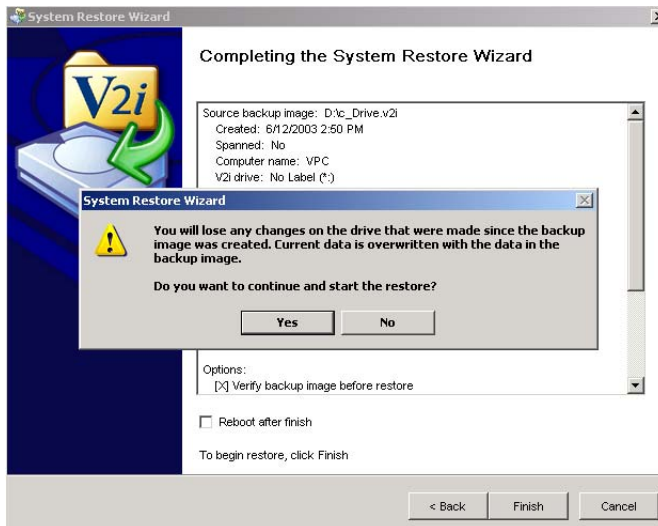 System Restore Wizard
Completing the System Restore Wizard
V2i
Source backup image: D:\c_Drive.v2i
Created: 6/12/2003 2:50 PM
Spanned: No
Computer name: VPC
V2i drive: No Label (*:)
System Restore Wizard
You will lose any changes on the drive that were made since the backup
image was created. Current data is overwritten with the data in the
backup image.
Do you want to continue and start the restore?
Yes
No
Options:
[X] Verify backup image before restore
Reboot after finish
To begin restore, click Finish
< Back
Finish
Cancel